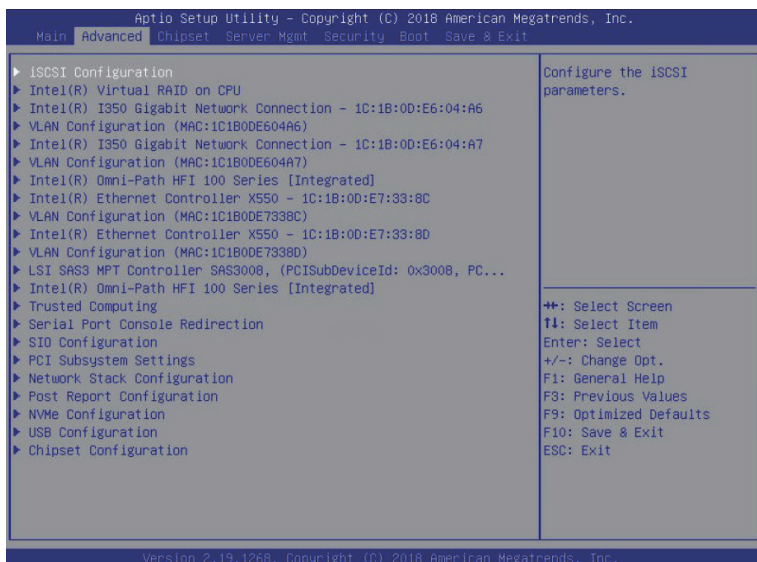 Aptio Setup Utility – Copyright (C) 2018 American Megatrends, Inc.
Main Advanced Chipset Server Mgmt Security Boot Save & Exit
iSCSI Configuration
Intel(R) Virtual RAID on CPU
Intel(R) I350 Gigabit Network Connection – 1C:1B:0D:E6:04:A6
VLAN Configuration (MAC:1C1B0DE604A6)
Intel(R) I350 Gigabit Network Connection – 1C:1B:0D:E6:04:A7
VLAN Configuration (MAC:1C1B0DE604A7)
Intel(R) Omni-Path HFI 100 Series [Integrated]
Intel(R) Ethernet Controller X550 – 1C:1B:0D:E7:33:8C
VLAN Configuration (MAC:1C1B0DE7338C)
Intel(R) Ethernet Controller X550 – 1C:1B:0D:E7:33:8D
VLAN Configuration (MAC:1C1B0DE7338D)
LSI SAS3 MPT Controller SAS3008, (PCISubDeviceId: 0x3008, PC...
Intel(R) Omni-Path HFI 100 Series [Integrated]
Trusted Computing
Serial Port Console Redirection
SIO Configuration
PCI Subsystem Settings
Network Stack Configuration
Post Report Configuration
NVMe Configuration
USB Configuration
Chipset Configuration
Configure the iSCSI
parameters.
→←: Select Screen
↑↓: Select Item
Enter: Select
+/-: Change Opt.
F1: General Help
F3: Previous Values
F9: Optimized Defaults
F10: Save & Exit
ESC: Exit
Version 2.19.1268. Copyright (C) 2018 American Megatrends, Inc.